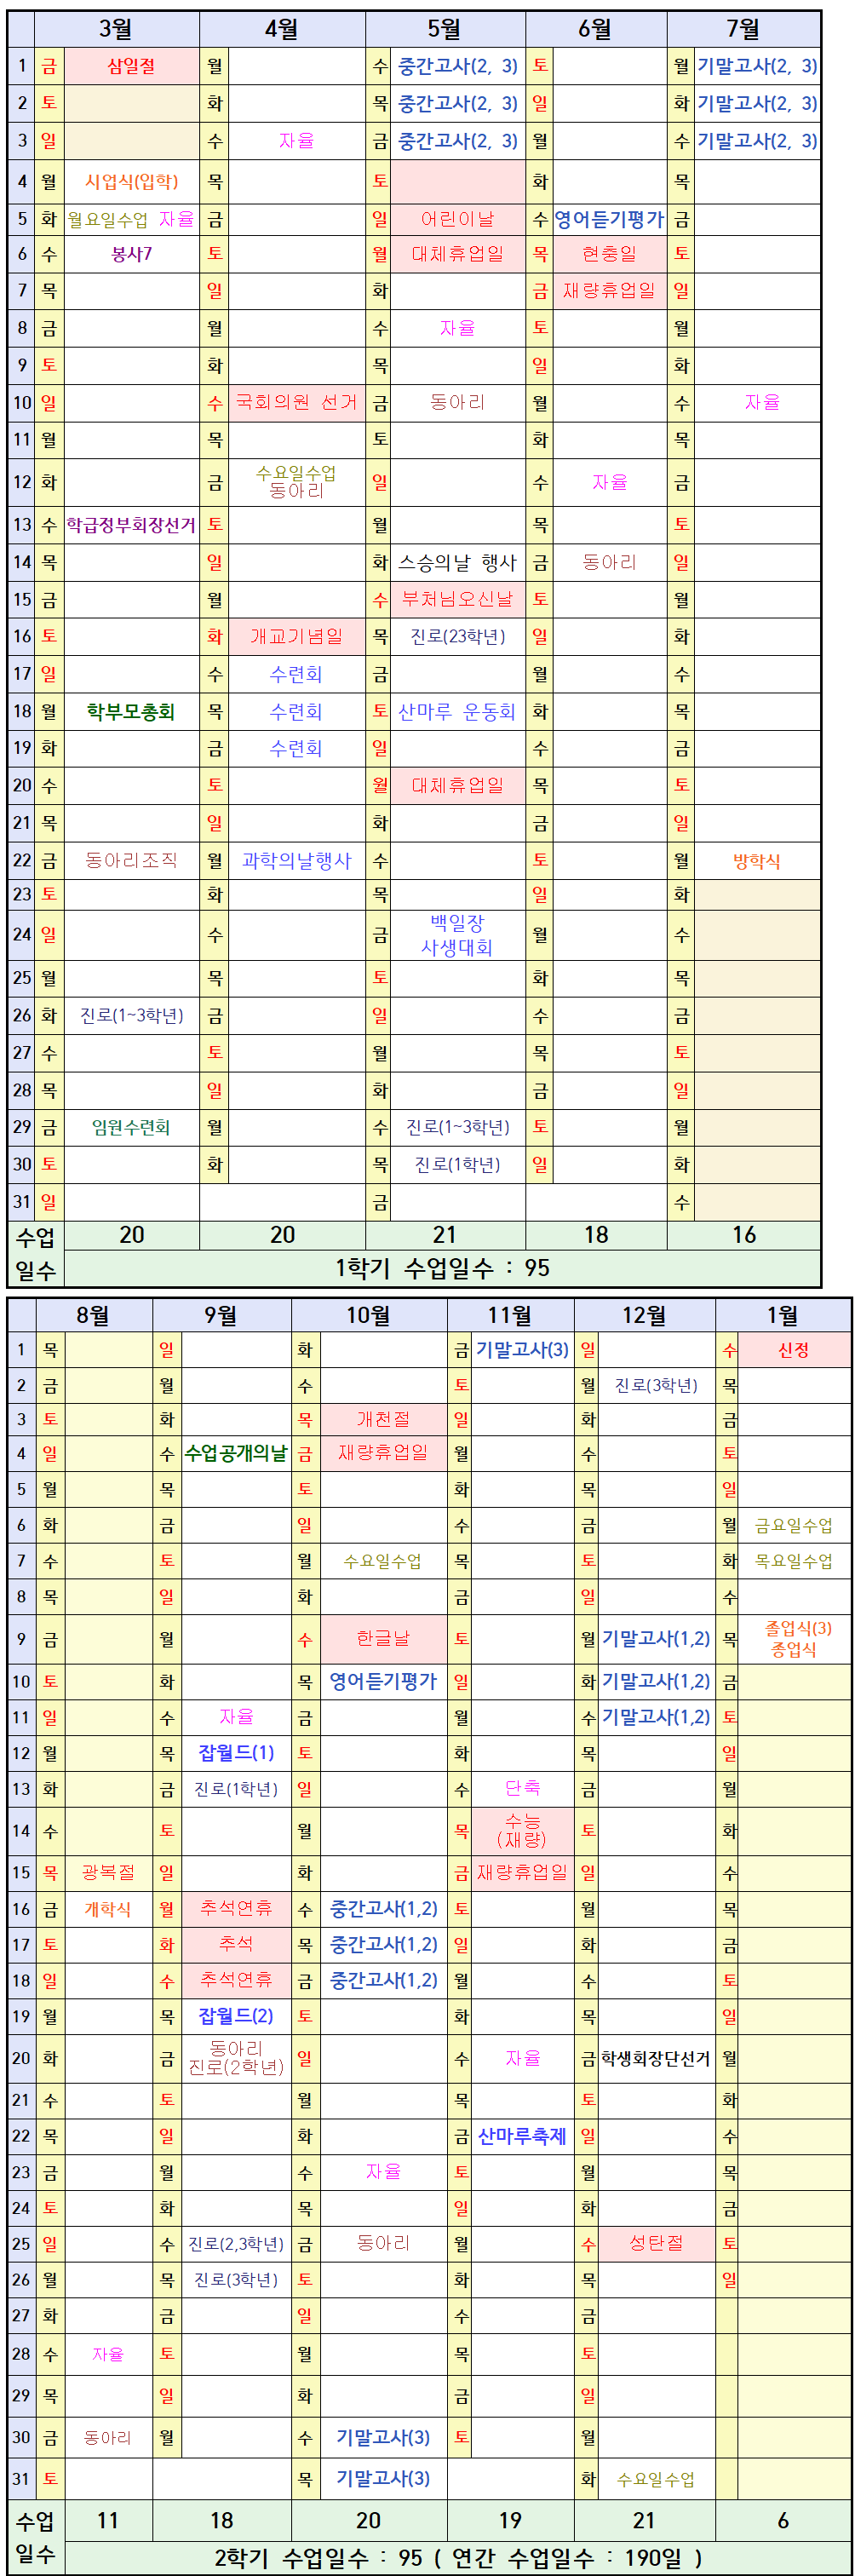 3월 4월 5월 6월 7월
1 금 삼일절 월 수 중간고사(2, 3) 토 월 기말고사(2, 3)
2 토 화 목 중간고사(2, 3) 일 화 기말고사(2, 3)
3 일 수 자율 금 중간고사(2, 3) 월 수 기말고사(2, 3)
4 월 시업식(입학) 목 토 화 목
5 화 월요일수업 자율 금 일 어린이날 수 영어듣기평가 금
6 수 봉사7 토 월 대체휴업일 목 현충일 토
7 목 일 화 금 재량휴업일 일
8 금 월 수 자율 토 월
9 토 화 목 일 화
10 일 수 국회의원 선거 금 동아리 월 수 자율
11 월 목 토 화 목
12 화 금 수요일수업
동아리 일 수 자율 금
13 수 학급정부회장선거 토 월 목 토
14 목 일 화 스승의날 행사 금 동아리 일
15 금 월 수 부처님오신날 토 월
16 토 화 개교기념일 목 진로(23학년) 일 화
17 일 수 수련회 금 월 수
18 월 학부모총회 목 수련회 토 산마루 운동회 화 목
19 화 금 수련회 일 수 금
20 수 토 월 대체휴업일 목 토
21 목 일 화 금 일
22 금 동아리조직 월 과학의날행사 수 토 월 방학식
23 토 화 목 일 화
24 일 수 금 백일장
사생대회 월 수
25 월 목 토 화 목
26 화 진로(1~3학년) 금 일 수 금
27 수 토 월 목 토
28 목 일 화 금 일
29 금 임원수련회 월 수 진로(1~3학년) 토 월
30 토 화 목 진로(1학년) 일 화
31 일 금 수
수업
일수 20 20 21 18 16
1학기 수업일수 : 95
8월 9월 10월 11월 12월 1월
1 목 일 화 금 기말고사(3) 일 수 신정
2 금 월 수 토 월 진로(3학년) 목
3 토 화 목 개천절 일 화 금
4 일 수 수업공개의날 금 재량휴업일 월 수 토
5 월 목 토 화 목 일
6 화 금 일 수 금 월 금요일수업
7 수 토 월 수요일수업 목 토 화 목요일수업
8 목 일 화 금 일 수
9 금 월 수 한글날 토 월 기말고사(1,2) 목 졸업식(3)
종업식
10 토 화 목 영어듣기평가 일 화 기말고사(1,2) 금
11 일 수 자율 금 월 수 기말고사(1,2) 토
12 월 목 잡월드(1) 토 화 목 일
13 화 금 진로(1학년) 일 수 단축 금 월
14 수 토 월 목 수능
(재량) 토 화
15 목 광복절 일 화 금 재량휴업일 일 수
16 금 개학식 월 추석연휴 수 중간고사(1,2) 토 월 목
17 토 화 추석 목 중간고사(1,2) 일 화 금
18 일 수 추석연휴 금 중간고사(1,2) 월 수 토
19 월 목 잡월드(2) 토 화 목 일
20 화 금 동아리
진로(2학년) 일 수 자율 금 학생회장단선거 월
21 수 토 월 목 토 화
22 목 일 화 금 산마루축제 일 수
23 금 월 수 자율 토 월 목
24 토 화 목 일 화 금
25 일 수 진로(2,3학년) 금 동아리 월 수 성탄절 토
26 월 목 진로(3학년) 토 화 목 일
27 화 금 일 수 금
28 수 자율 토 월 목 토
29 목 일 화 금 일
30 금 동아리 월 수 기말고사(3) 토 월
31 토 목 기말고사(3) 화 수요일수업
수업
일수 11 18 20 19 21 6
2학기 수업일수 : 95 ( 연간 수업일수 : 190일 )